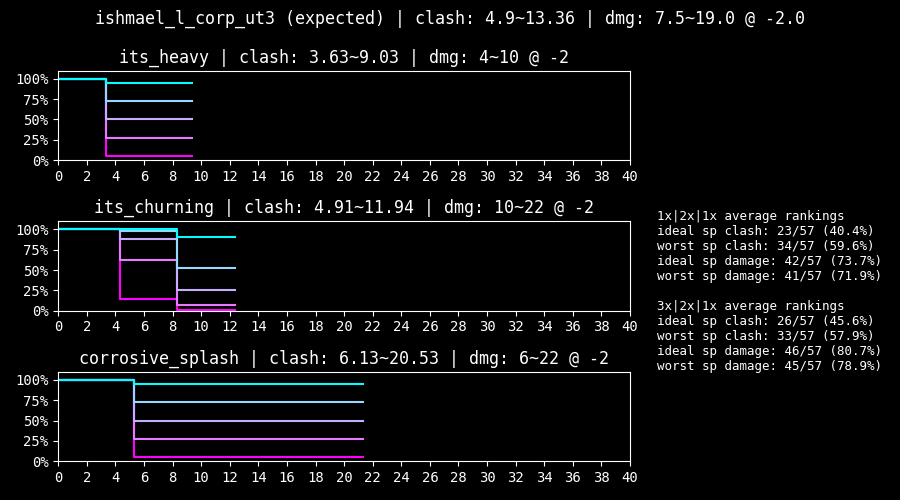 ishmael_l_corp_ut3 (expected) | clash: 4.9~13.36 | dmg: 7.5~19.0 @ -2.0
its_heavy | clash: 3.63~9.03 | dmg: 4~10 @ -2
100%
75%
50%
25%
0%
0 2 4 6 8 10 12 14 16 18 20 22 24 26 28 30 32 34 36 38 40
its_churning | clash: 4.91~11.94 | dmg: 10~22 @ -2
100%
75%
50%
25%
0%
0 2 4 6 8 10 12 14 16 18 20 22 24 26 28 30 32 34 36 38 40
corrosive_splash | clash: 6.13~20.53 | dmg: 6~22 @ -2
100%
75%
50%
25%
0%
0 2 4 6 8 10 12 14 16 18 20 22 24 26 28 30 32 34 36 38 40
1x|2x|1x average rankings
ideal sp clash: 23/57 (40.4%)
worst sp clash: 34/57 (59.6%)
ideal sp damage: 42/57 (73.7%)
worst sp damage: 41/57 (71.9%)
3x|2x|1x average rankings
ideal sp clash: 26/57 (45.6%)
worst sp clash: 33/57 (57.9%)
ideal sp damage: 46/57 (80.7%)
worst sp damage: 45/57 (78.9%)